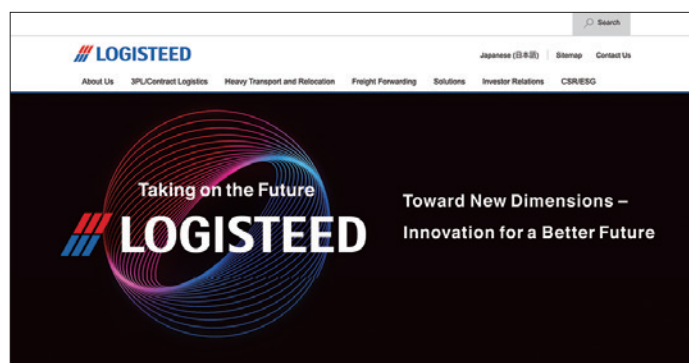 Search
LOGISTEED
Japanese (日本語) Sitemap Contact Us
About Us 3PL/Contract Logistics Heavy Transport and Relocation Freight Forwarding Solutions Investor Relations CSR/ESG
Taking on the Future
LOGISTEED
Toward New Dimensions –
Innovation for a Better Future